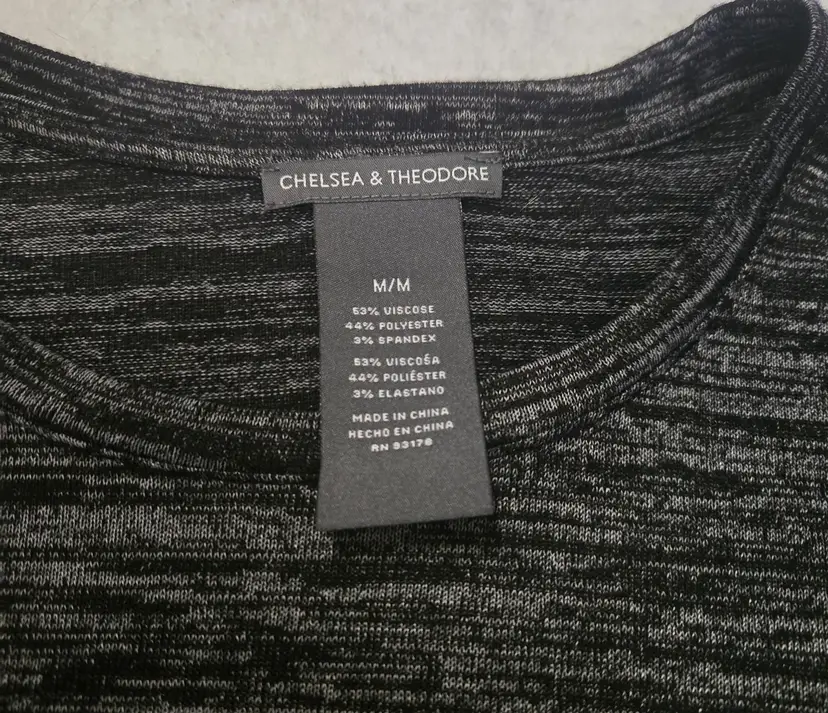 CHELSEA & THEODORE
M/M
53% VISCOSE
44% POLYESTER
3% SPANDEX
53% VISCOŚA
44% POLIÉSTER
3% ELASTANO
MADE IN CHINA
HECHO EN CHINA
RN 93178